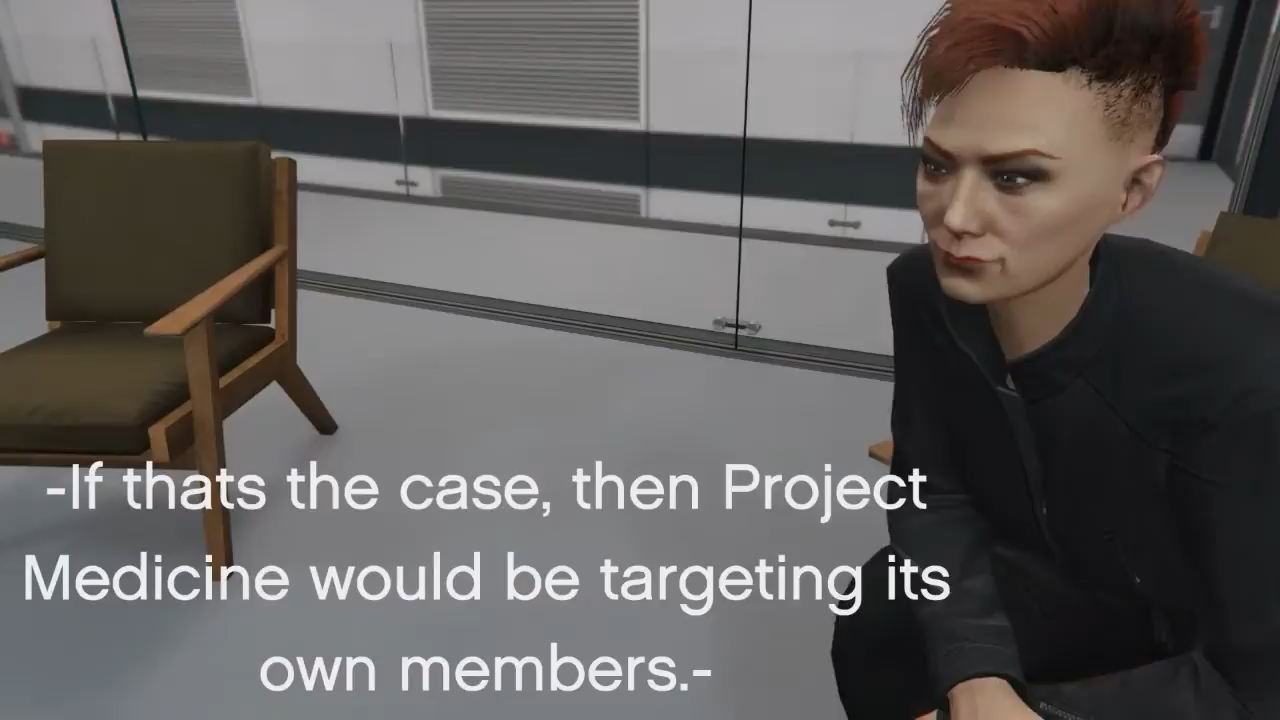 -If thats the case, then Project
Medicine would be targeting its
own members.-